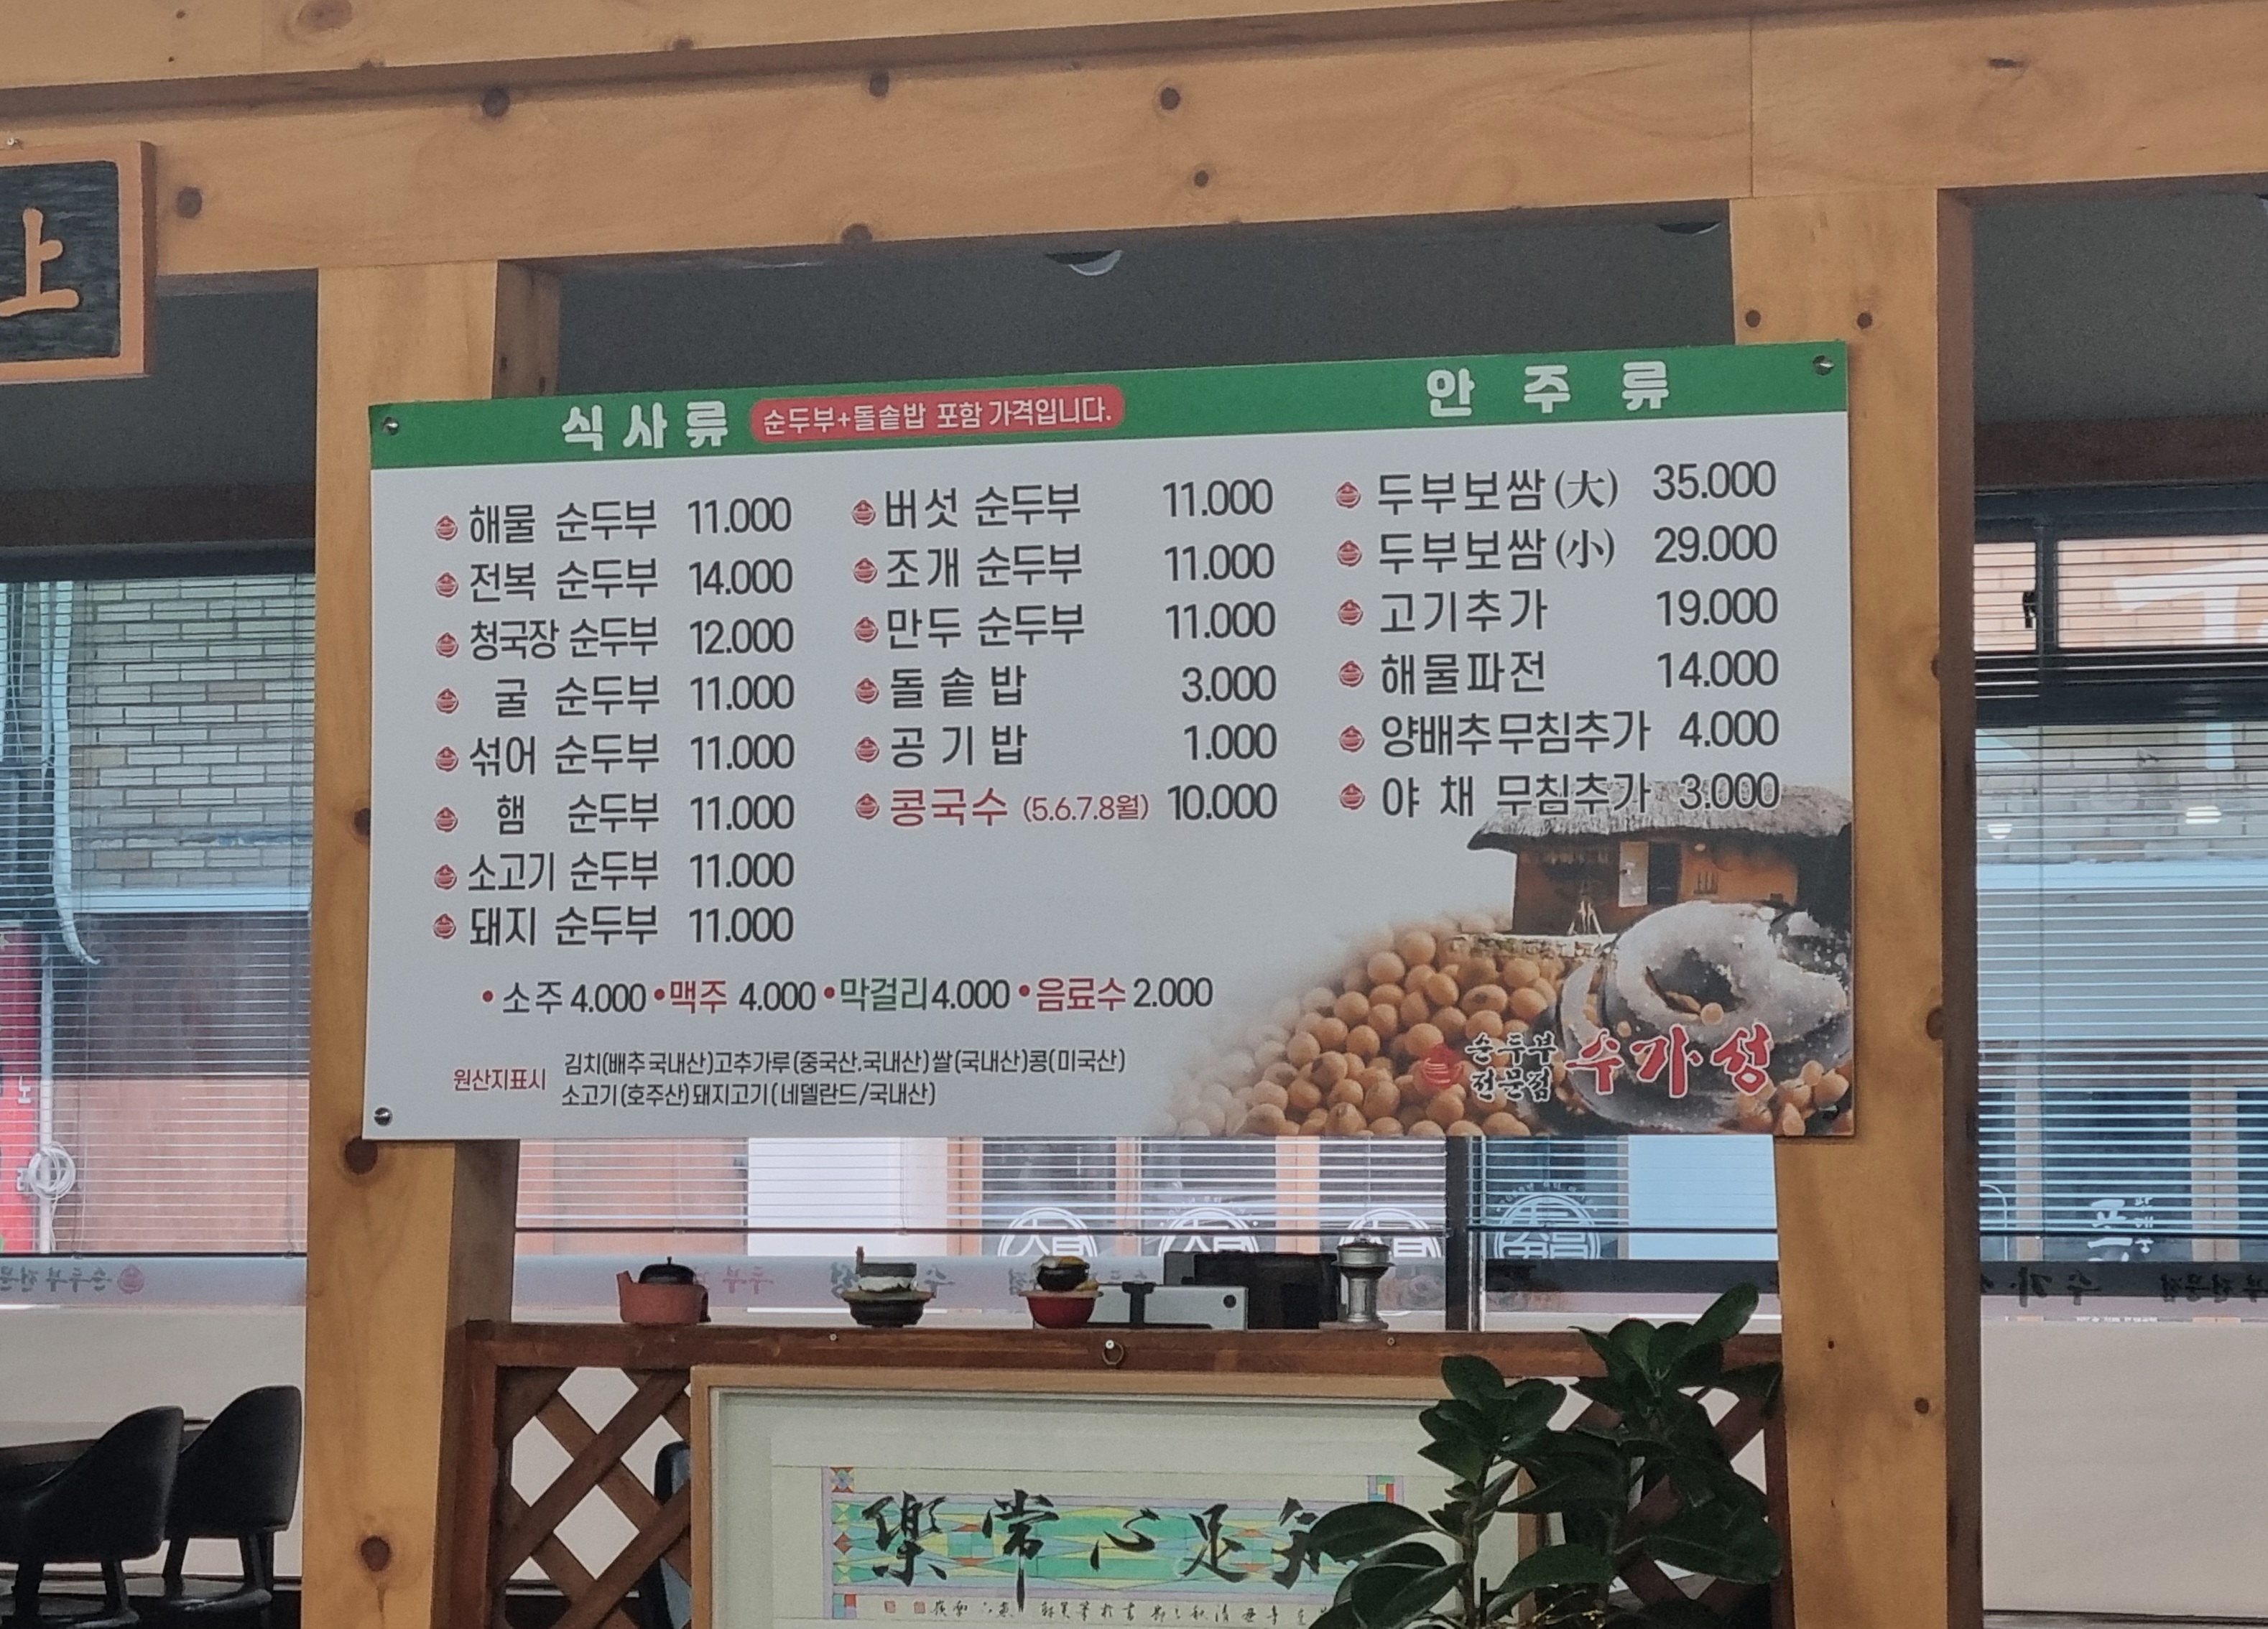 上
식사류 순두부+돌솥밥 포함 가격입니다.
해물 순두부 11.000
전복 순두부 14.000
청국장 순두부 12.000
굴 순두부 11.000
섞어 순두부 11.000
햄 순두부 11.000
소고기 순두부 11.000
돼지 순두부 11.000
버섯 순두부 11.000
조개 순두부 11.000
만두 순두부 11.000
돌솥밥 3.000
공기밥 1.000
콩국수 (5.6.7.8월) 10.000
안주류
두부보쌈(大) 35.000
두부보쌈(小) 29.000
고기추가 19.000
해물파전 14.000
양배추무침추가 4.000
야채 무침추가 3.000
•소주 4.000 •맥주 4.000 •막걸리 4.000 •음료수 2.000
원산지표시
김치(배추 국내산)고추가루(중국산.국내산)쌀(국내산)콩(미국산)
소고기(호주산)돼지고기(네델란드/국내산)
순두부
전문점
수가성
樂常心足知